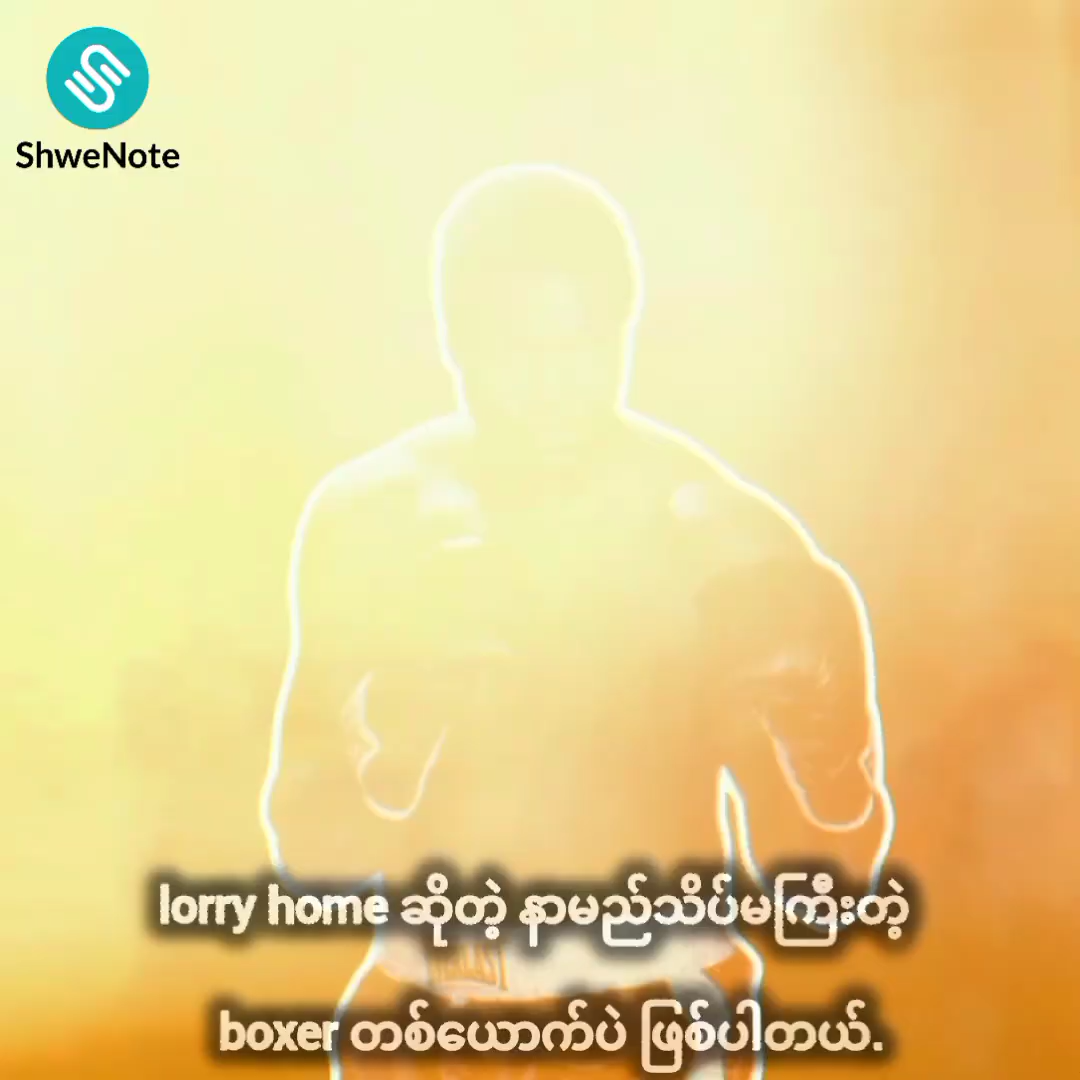 ShweNote
lorry home ဆိုတဲ့ နာမည်သိပ်မကြီးတဲ့
boxer တစ်ယောက်ပဲ ဖြစ်ပါတယ်.